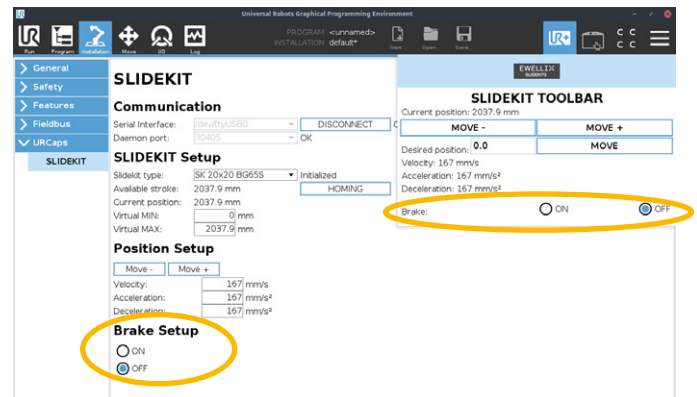 Universal Robots Graphical Programming Environment
UR
Run
Program
Installation
Move
I/O
Log
PROGRAM <unnamed>
INSTALLATION default*
New...
Open...
Save...
UR+
C C
C C
General
Safety
Features
Fieldbus
URCaps
SLIDEKIT
SLIDEKIT
Communication
Serial Interface: /dev/ttyUSB0 DISCONNECT
Daemon port: 30405 OK
SLIDEKIT Setup
Slidekit type: SK 20x20 BG65S Initialized
Available stroke: 2037.9 mm HOMING
Current position: 2037.9 mm
Virtual MIN: 0 mm
Virtual MAX: 2037.9 mm
Position Setup
Move - Move +
Velocity: 167 mm/s
Acceleration: 167 mm/s²
Deceleration: 167 mm/s²
Brake Setup
ON
OFF
EWELLIX
SLIDEKITS
SLIDEKIT TOOLBAR
Current position: 2037.9 mm
MOVE - MOVE +
Desired position: 0.0 MOVE
Velocity: 167 mm/s
Acceleration: 167 mm/s²
Deceleration: 167 mm/s²
Brake: ON OFF